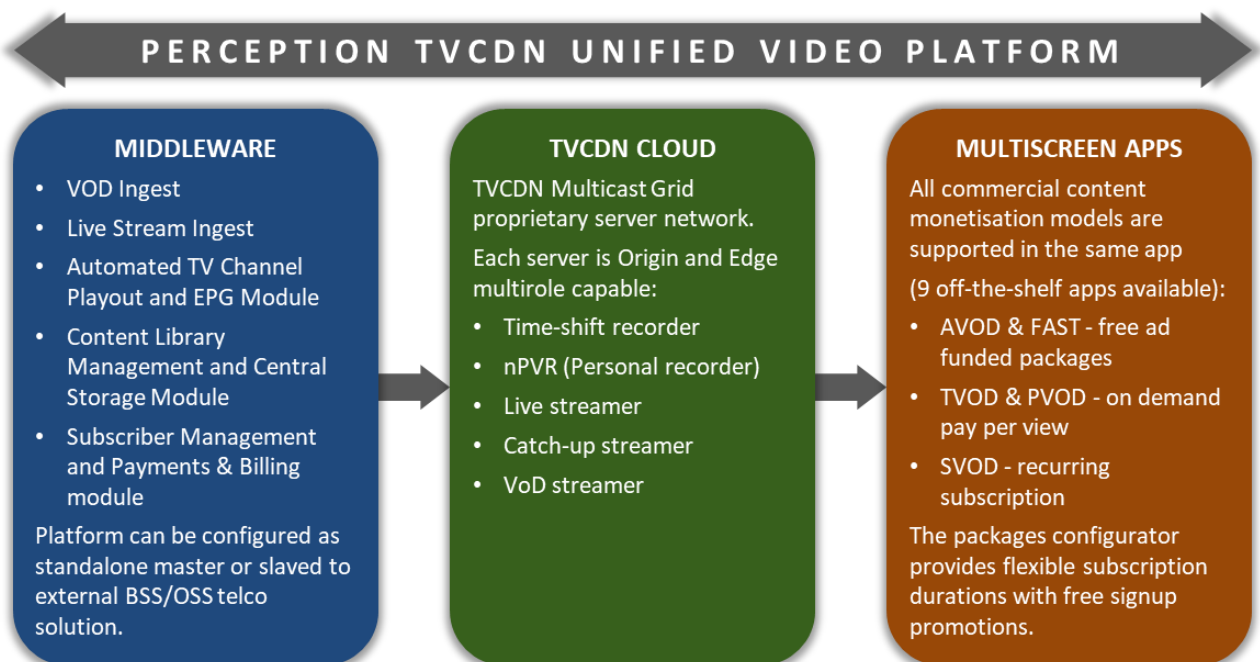 PERCEPTION TVCDN UNIFIED VIDEO PLATFORM
MIDDLEWARE
• VOD Ingest
• Live Stream Ingest
• Automated TV Channel
Playout and EPG Module
• Content Library
Management and Central
Storage Module
• Subscriber Management
and Payments & Billing
module
Platform can be configured as
standalone master or slaved to
external BSS/OSS telco
solution.
TVCDN CLOUD
TVCDN Multicast Grid
proprietary server network.
Each server is Origin and Edge
multirole capable:
• Time-shift recorder
• nPVR (Personal recorder)
• Live streamer
• Catch-up streamer
• VoD streamer
MULTISCREEN APPS
All commercial content
monetisation models are
supported in the same app
(9 off-the-shelf apps available):
• AVOD & FAST - free ad
funded packages
• TVOD & PVOD - on demand
pay per view
• SVOD - recurring
subscription
The packages configurator
provides flexible subscription
durations with free signup
promotions.